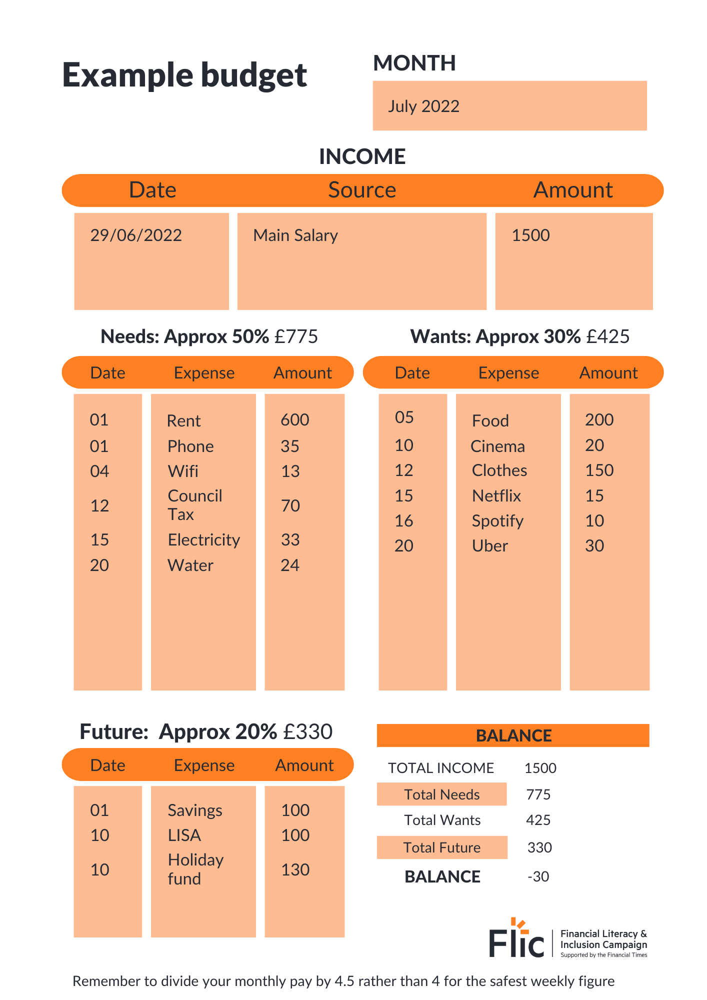 Example budget
MONTH
July 2022
INCOME
Date Source Amount
29/06/2022 Main Salary 1500
Needs: Approx 50% £775
Date Expense Amount
01 Rent 600
01 Phone 35
04 Wifi 13
12 Council Tax 70
15 Electricity 33
20 Water 24
Wants: Approx 30% £425
Date Expense Amount
05 Food 200
10 Cinema 20
12 Clothes 150
15 Netflix 15
16 Spotify 10
20 Uber 30
Future: Approx 20% £330
Date Expense Amount
01 Savings 100
10 LISA 100
10 Holiday fund 130
BALANCE
TOTAL INCOME 1500
Total Needs 775
Total Wants 425
Total Future 330
BALANCE -30
Flic
Financial Literacy &
Inclusion Campaign
Supported by the Financial Times
Remember to divide your monthly pay by 4.5 rather than 4 for the safest weekly figure